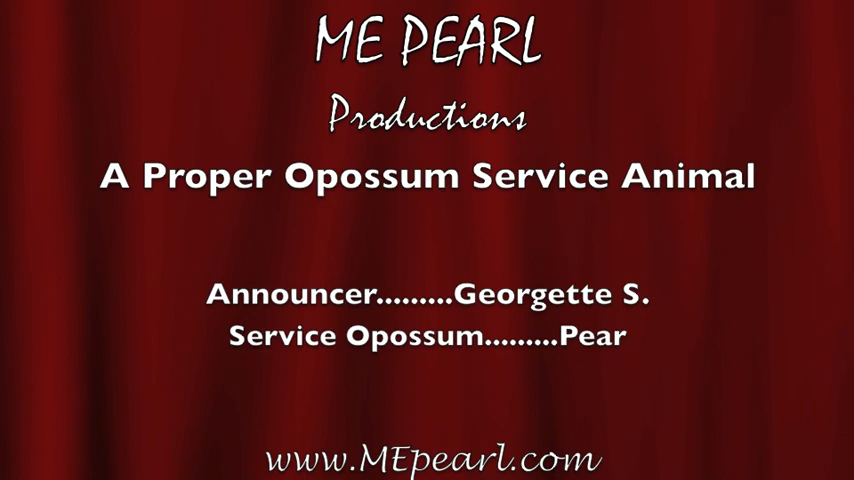 ME PEARL
Productions
A Proper Opossum Service Animal
Announcer.........Georgette S.
Service Opossum.........Pear
www.MEpearl.com